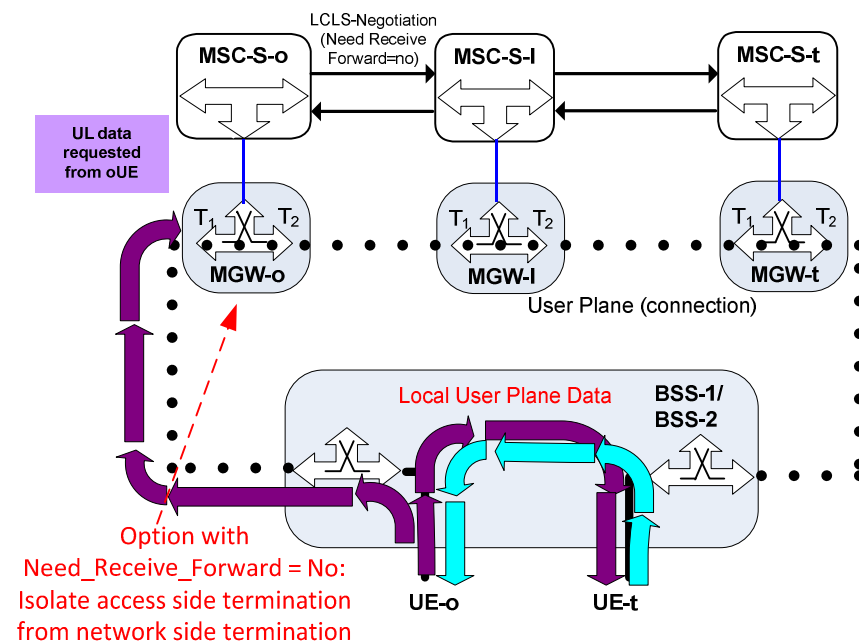 LCLS-Negotiation
(Need Receive
Forward=no)
MSC-S-o
MSC-S-I
MSC-S-t
UL data
requested
from oUE
T1
T2
T1
T2
T1
T2
MGW-o
MGW-I
MGW-t
User Plane (connection)
Local User Plane Data
BSS-1/
BSS-2
Option with
Need_Receive_Forward = No:
Isolate access side termination
from network side termination
UE-o
UE-t